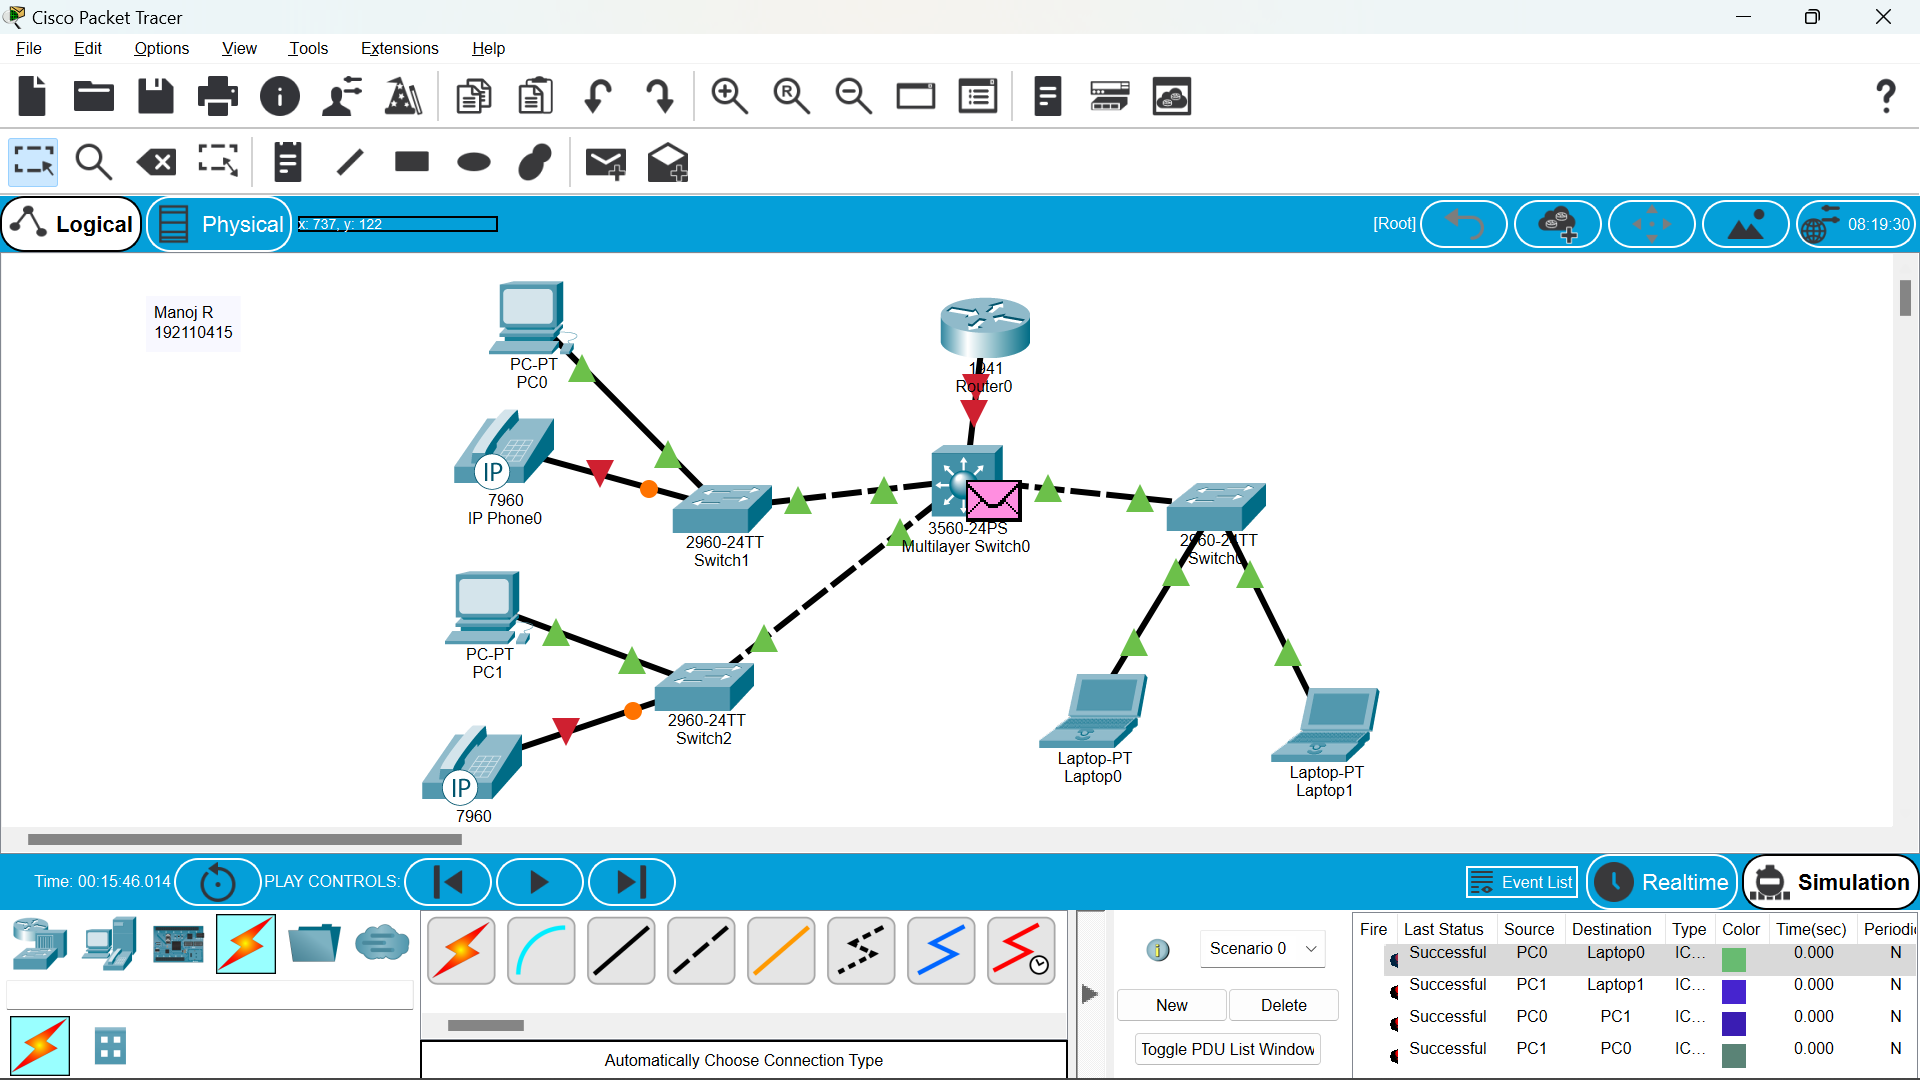 Cisco Packet Tracer
File Edit Options View Tools Extensions Help
R
?
Logical Physical x: 737, y: 122 [Root] 08:19:30
Manoj R
192110415
PC-PT
PC0
1941
Router0
IP
7960
IP Phone0
2960-24TT
Switch1
3560-24PS
Multilayer Switch0
2960-24TT
Switch0
PC-PT
PC1
2960-24TT
Switch2
IP
7960
Laptop-PT
Laptop0
Laptop-PT
Laptop1
Time: 00:15:46.014 PLAY CONTROLS: Event List Realtime Simulation
Scenario 0
New Delete
Toggle PDU List Window
Automatically Choose Connection Type
Fire Last Status Source Destination Type Color Time(sec) Periodi
Successful PC0 Laptop0 IC... 0.000 N
Successful PC1 Laptop1 IC... 0.000 N
Successful PC0 PC1 IC... 0.000 N
Successful PC1 PC0 IC... 0.000 N